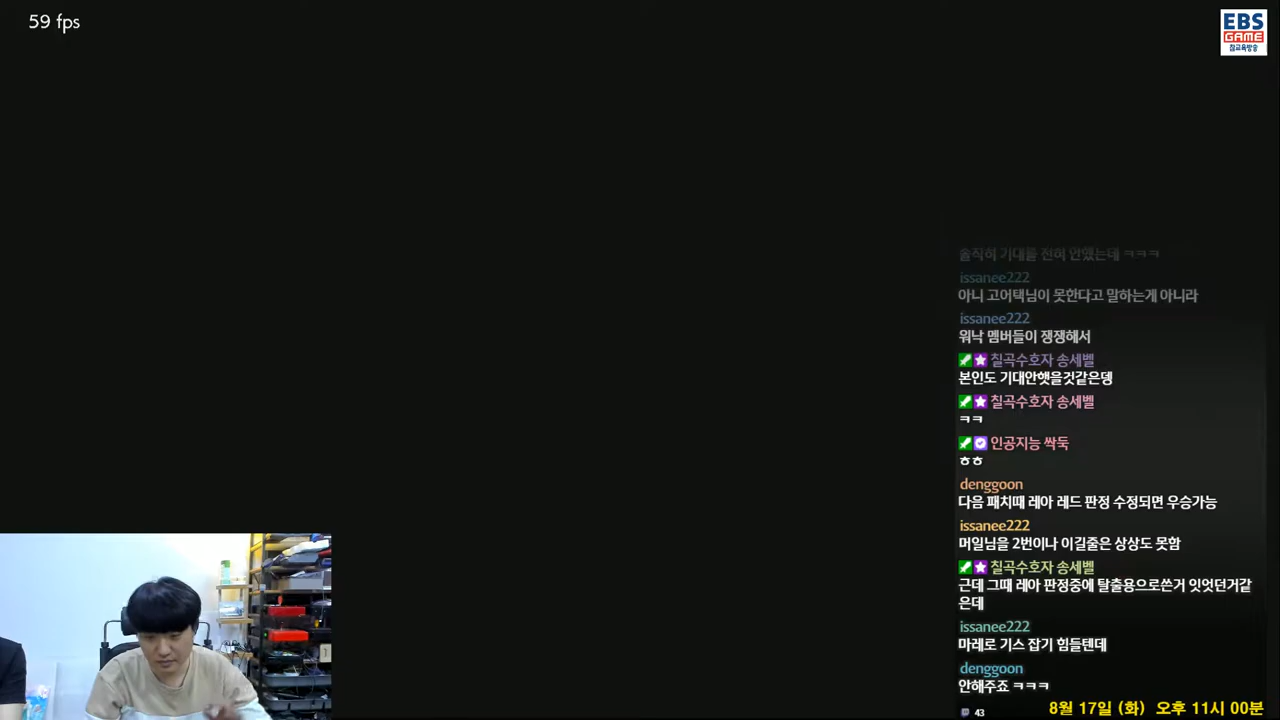 59 fps
EBS
GAME
참교육방송
솔직히 기대를 전혀 안했는데 ㅋㅋㅋ
issanee222
아니 고어택님이 못한다고 말하는게 아니라
issanee222
워낙 멤버들이 쟁쟁해서
칠곡수호자 송세벨
본인도 기대안햇을것같은뎅
칠곡수호자 송세벨
ㅋㅋ
인공지능 싹둑
ㅎㅎ
denggoon
다음 패치때 레아 레드 판정 수정되면 우승가능
issanee222
머일님을 2번이나 이길줄은 상상도 못함
칠곡수호자 송세벨
근데 그때 레아 판정중에 탈출용으로쓴거 잇엇던거같
은데
issanee222
마레로 기스 잡기 힘들텐데
denggoon
안해주죠 ㅋㅋㅋ
43
8월 17일 (화) 오후 11시 00분